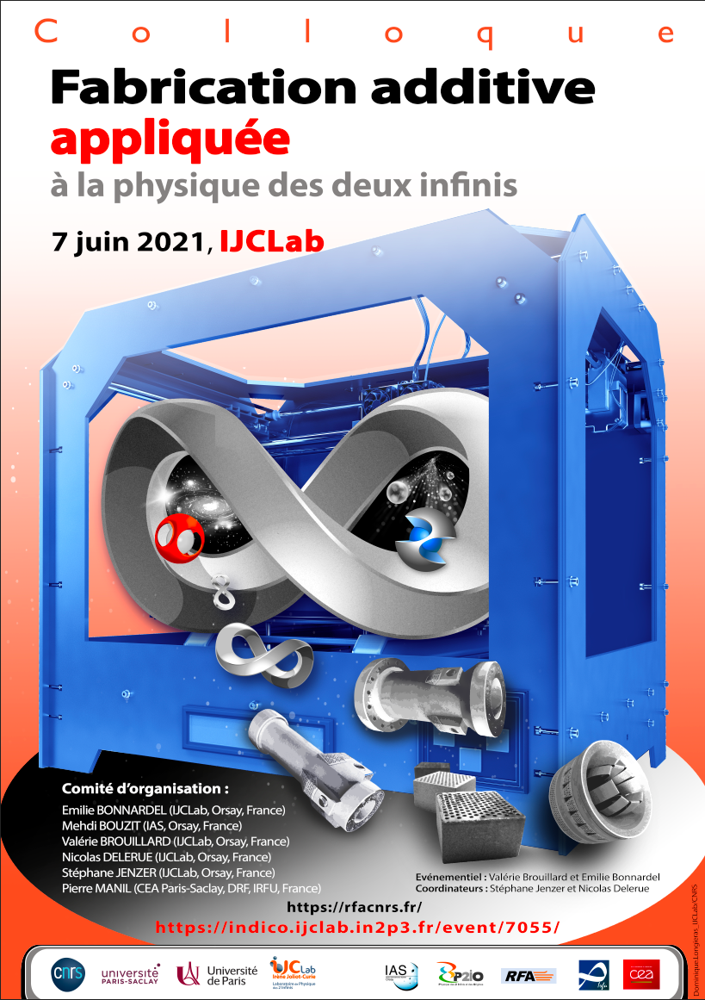 Colloque
Fabrication additive
appliquée
à la physique des deux infinis
7 juin 2021, IJCLab
Comité d'organisation :
Emilie BONNARDEL (IJCLab, Orsay, France)
Mehdi BOUZIT (IAS, Orsay, France)
Valérie BROUILLARD (IJCLab, Orsay, France)
Nicolas DELERUE (IJCLab, Orsay, France)
Stéphane JENZER (IJCLab, Orsay, France)
Pierre MANIL (CEA Paris-Saclay, DRF, IRFU, France)
Evénementiel : Valérie Brouillard et Emilie Bonnardel
Coordinateurs : Stéphane Jenzer et Nicolas Delerue
https://rfacnrs.fr/
https://indico.ijclab.in2p3.fr/event/7055/
Dominique.Longieras_IJCLab/CNRS
cnrs
université
PARIS-SACLAY
Université
de Paris
IJCLab
Irène Joliot-Curie
Laboratoire de Physique
des 2 Infinis
IAS
Orsay
P2IO
RFA
Irfu
cea